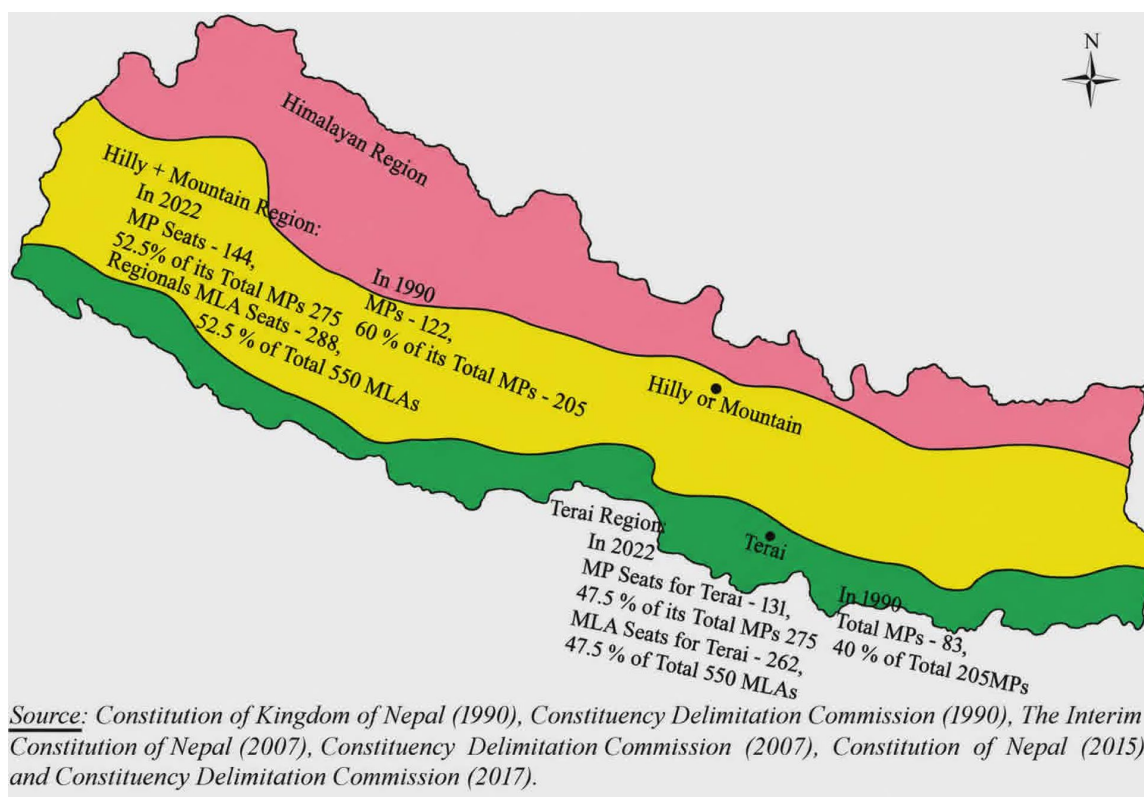 N
Himalayan Region
Hilly + Mountain Region:
In 2022
MP Seats - 144,
52.5% of its Total MPs 275
Regionals MLA Seats - 288,
52.5 % of Total 550 MLAs
In 1990
MPs - 122,
60 % of its Total MPs - 205
Hilly or Mountain
Terai
Terai Region:
In 2022
MP Seats for Terai - 131,
47.5 % of its Total MPs 275
MLA Seats for Terai - 262,
47.5 % of Total 550 MLAs
In 1990
Total MPs - 83,
40 % of Total 205MPs
Source: Constitution of Kingdom of Nepal (1990), Constituency Delimitation Commission (1990), The Interim
Constitution of Nepal (2007), Constituency Delimitation Commission (2007), Constitution of Nepal (2015)
and Constituency Delimitation Commission (2017).